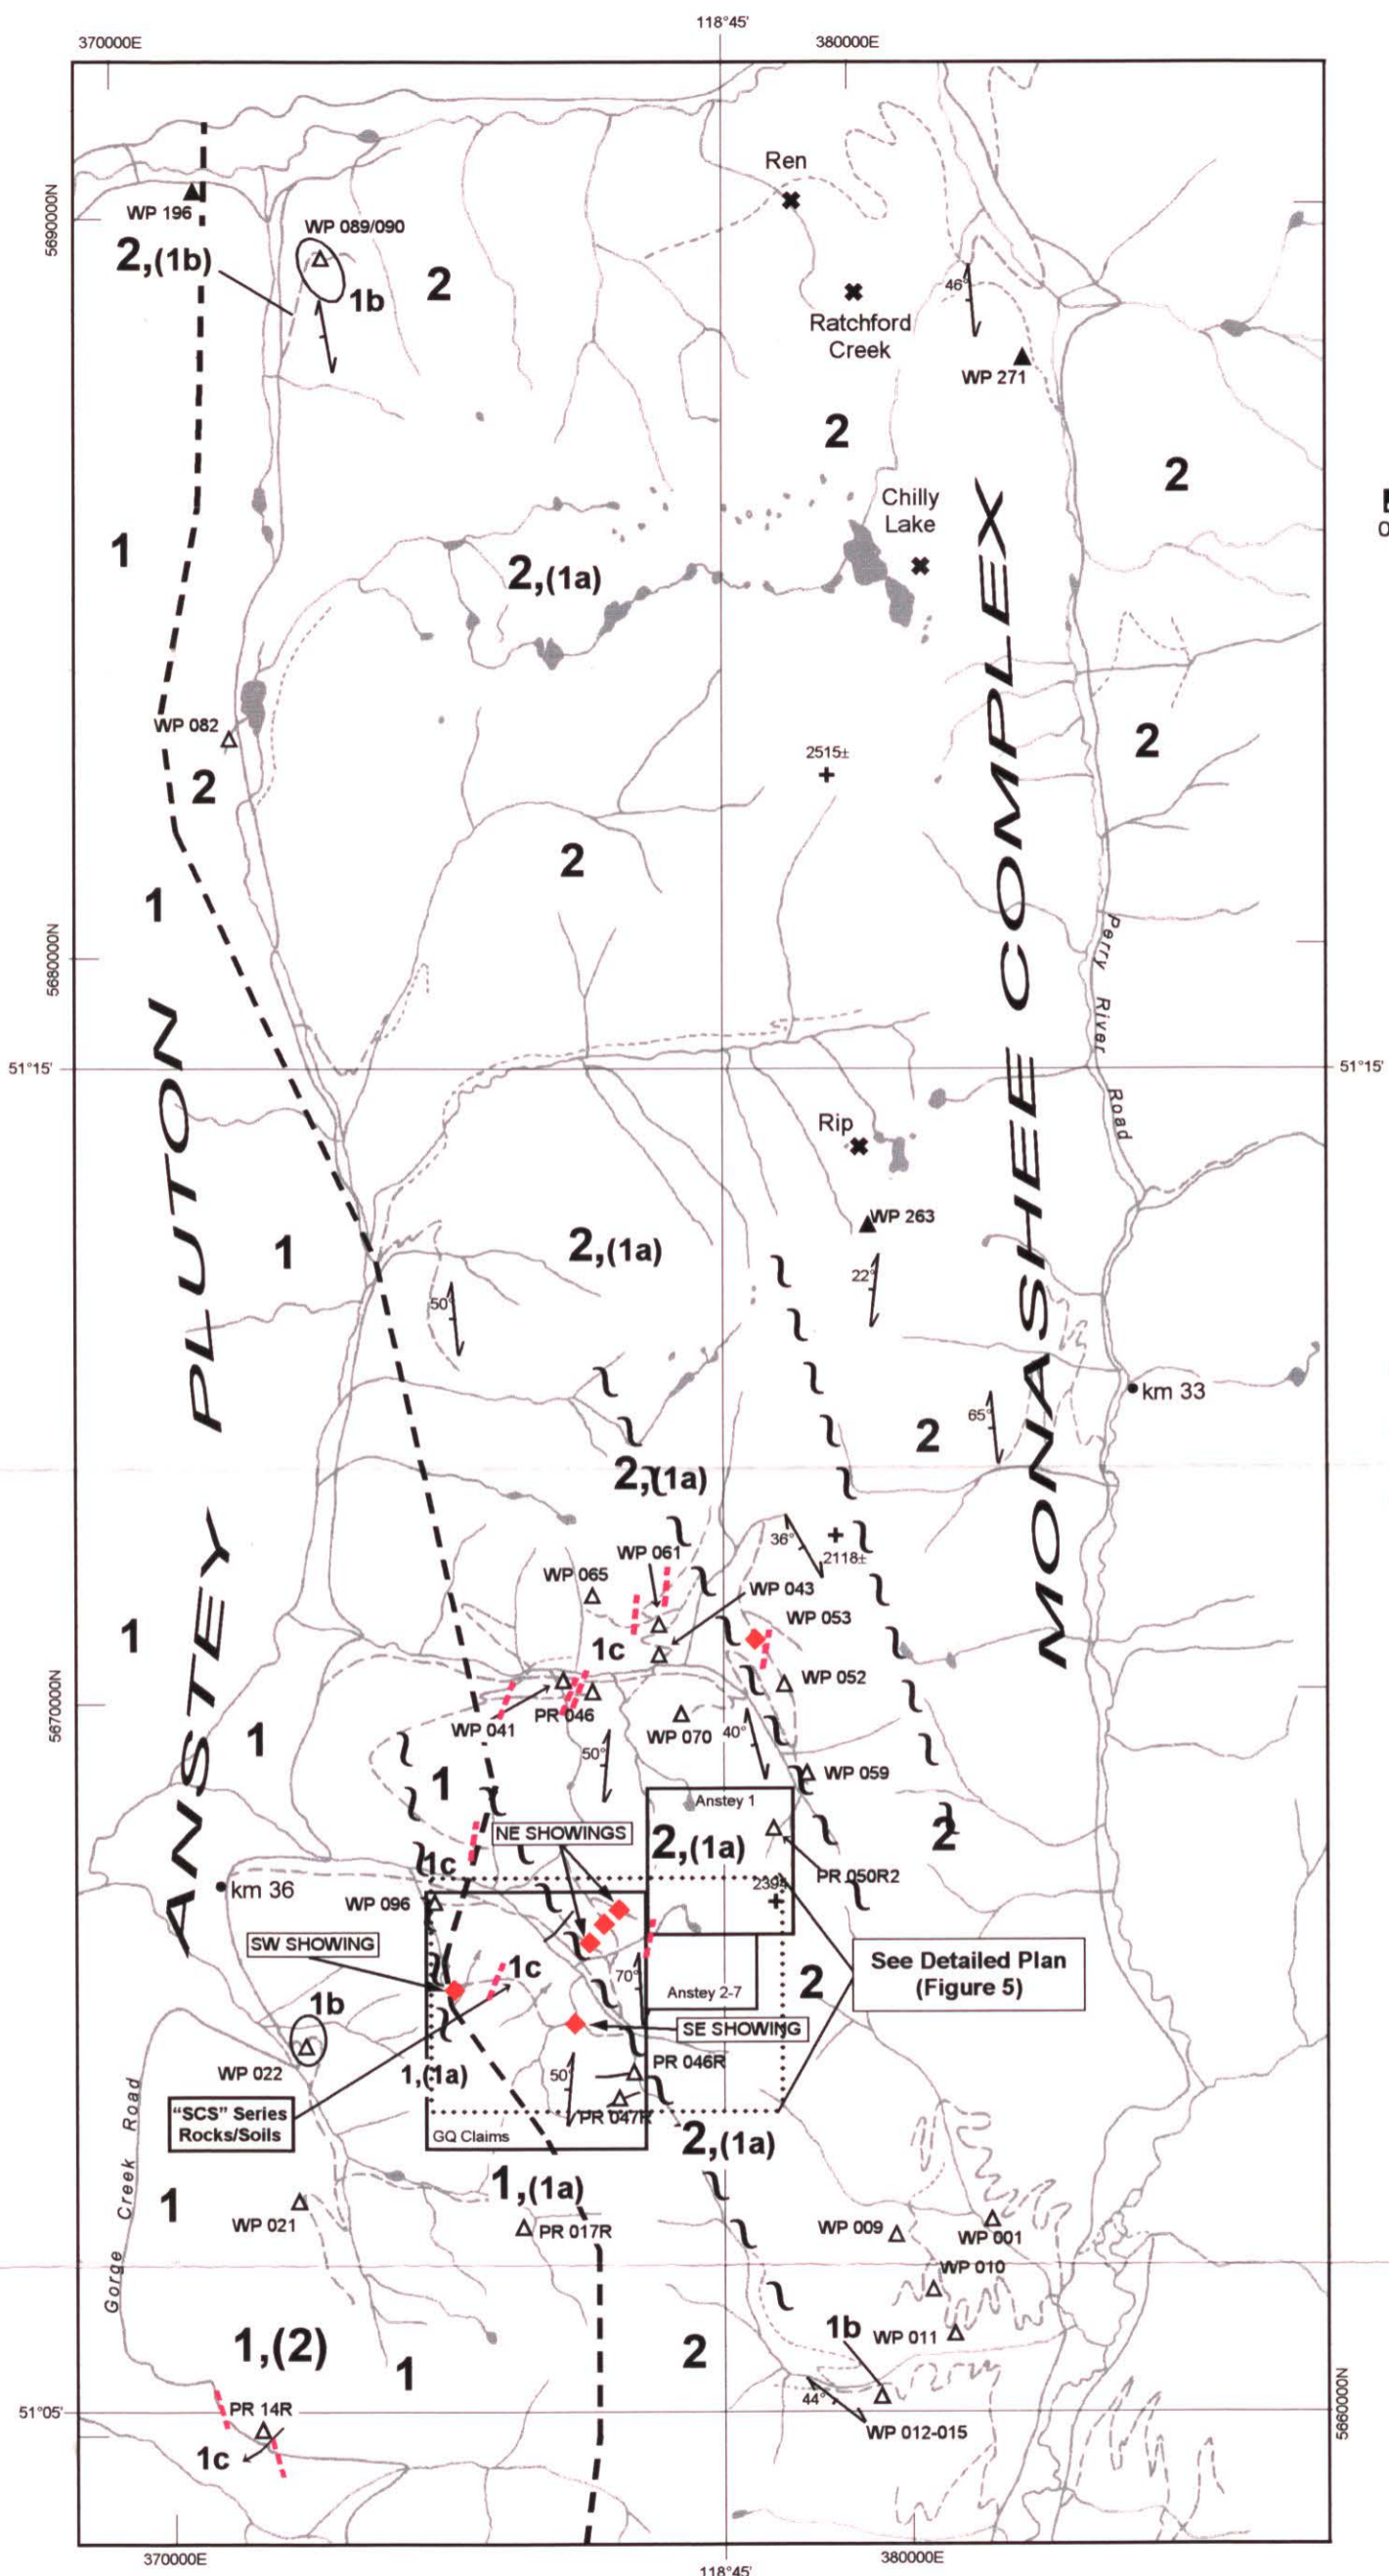 118°45'
370000E
380000E
Ren
5690000N
WP 196
WP 089/090
2,(1b)
2
1b
46°
Ratchford
Creek
WP 271
2
2
Chilly
Lake
1
2,(1a)
WP 082
2
2515±
2
2
1
Perry River Road
5680000N
51°15'
51°15'
Rip
WP 263
1
2,(1a)
22°
50°
km 33
65°
2
2,(1a)
ANSTEY PLUTON
MONASHEE COMPLEX
36°
2118±
WP 061
WP 065
WP 043
WP 053
1
1c
WP 052
5670000N
WP 041
PR 046
WP 070
40°
1
50°
WP 059
1
Anstey 1
NE SHOWINGS
2,(1a)
2
1c
PR 050R2
km 36
WP 096
SW SHOWING
1c
70°
Anstey 2-7
2
See Detailed Plan
(Figure 5)
1b
SE SHOWING
WP 022
1,(1a)
50°
PR 046R
"SCS" Series
Rocks/Soils
PR 047R
GQ Claims
2,(1a)
Gorge Creek Road
1
1,(1a)
WP 021
PR 017R
WP 009
WP 001
WP 010
1b
WP 011
1,(2)
1
2
44°
WP 012-015
51°05'
PR 14R
1c
5660000N
370000E
118°45'
380000E